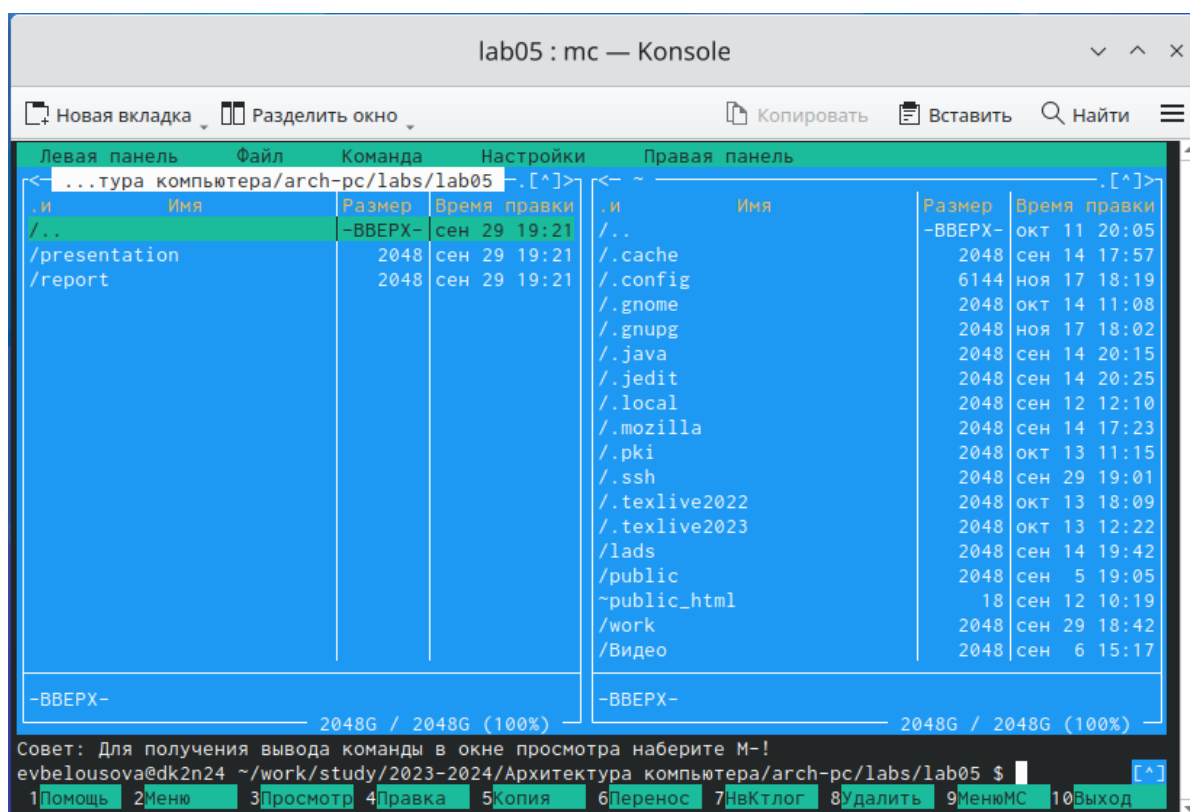 lab05 : mc — Konsole
Новая вкладка Разделить окно Копировать Вставить Найти
Левая панель Файл Команда Настройки Правая панель
<— ...тура компьютера/arch-pc/labs/lab05 —.[^]>
.и Имя Размер Время правки
/.. -ВВЕРХ- сен 29 19:21
/presentation 2048 сен 29 19:21
/report 2048 сен 29 19:21
-ВВЕРХ-
2048G / 2048G (100%)
<— ~ .[^]>
.и Имя Размер Время правки
/.. -ВВЕРХ- окт 11 20:05
/.cache 2048 сен 14 17:57
/.config 6144 ноя 17 18:19
/.gnome 2048 окт 14 11:08
/.gnupg 2048 ноя 17 18:02
/.java 2048 сен 14 20:15
/.jedit 2048 сен 14 20:25
/.local 2048 сен 12 12:10
/.mozilla 2048 сен 14 17:23
/.pki 2048 окт 13 11:15
/.ssh 2048 сен 29 19:01
/.texlive2022 2048 окт 13 18:09
/.texlive2023 2048 окт 13 12:22
/lads 2048 сен 14 19:42
/public 2048 сен 5 19:05
~public_html 18 сен 12 10:19
/work 2048 сен 29 18:42
/Видео 2048 сен 6 15:17
-ВВЕРХ-
2048G / 2048G (100%)
Совет: Для получения вывода команды в окне просмотра наберите M-!
evbelousova@dk2n24 ~/work/study/2023-2024/Архитектура компьютера/arch-pc/labs/lab05 $ [^]
1Помощь 2Меню 3Просмотр 4Правка 5Копия 6Перенос 7НвКтлог 8Удалить 9МенюMC 10Выход